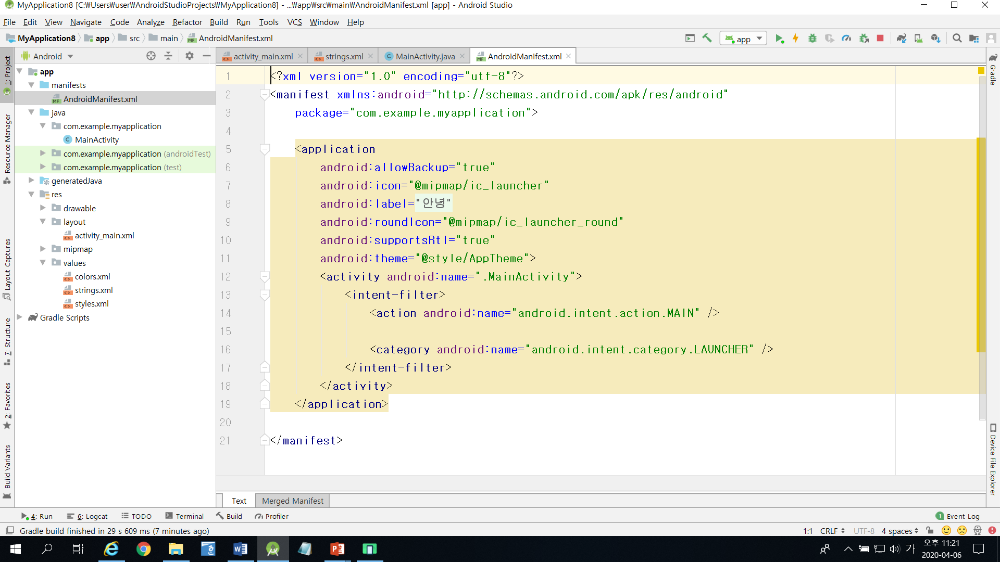 MyApplication8 [C:₩Users₩user₩AndroidStudioProjects₩MyApplication8] - ...₩app₩src₩main₩AndroidManifest.xml [app] - Android Studio
File Edit View Navigate Code Analyze Refactor Build Run Tools VCS Window Help
MyApplication8 app src main AndroidManifest.xml app
Android
activity_main.xml strings.xml MainActivity.java AndroidManifest.xml
1: Project
Resource Manager
Layout Captures
7: Structure
2: Favorites
Build Variants
app
manifests
AndroidManifest.xml
java
com.example.myapplication
MainActivity
com.example.myapplication (androidTest)
com.example.myapplication (test)
generatedJava
res
drawable
layout
activity_main.xml
mipmap
values
colors.xml
strings.xml
styles.xml
Gradle Scripts
1 <?xml version="1.0" encoding="utf-8"?>
2 <manifest xmlns:android="http://schemas.android.com/apk/res/android"
3 package="com.example.myapplication">
4
5 <application
6 android:allowBackup="true"
7 android:icon="@mipmap/ic_launcher"
8 android:label="안녕"
9 android:roundIcon="@mipmap/ic_launcher_round"
10 android:supportsRtl="true"
11 android:theme="@style/AppTheme">
12 <activity android:name=".MainActivity">
13 <intent-filter>
14 <action android:name="android.intent.action.MAIN" />
15
16 <category android:name="android.intent.category.LAUNCHER" />
17 </intent-filter>
18 </activity>
19 </application>
20
21 </manifest>
Gradle
Device File Explorer
Text Merged Manifest
4: Run 6: Logcat TODO Terminal Build Profiler 1 Event Log
Gradle build finished in 29 s 609 ms (7 minutes ago) 1:1 CRLF UTF-8 4 spaces
가 오후 11:21
2020-04-06